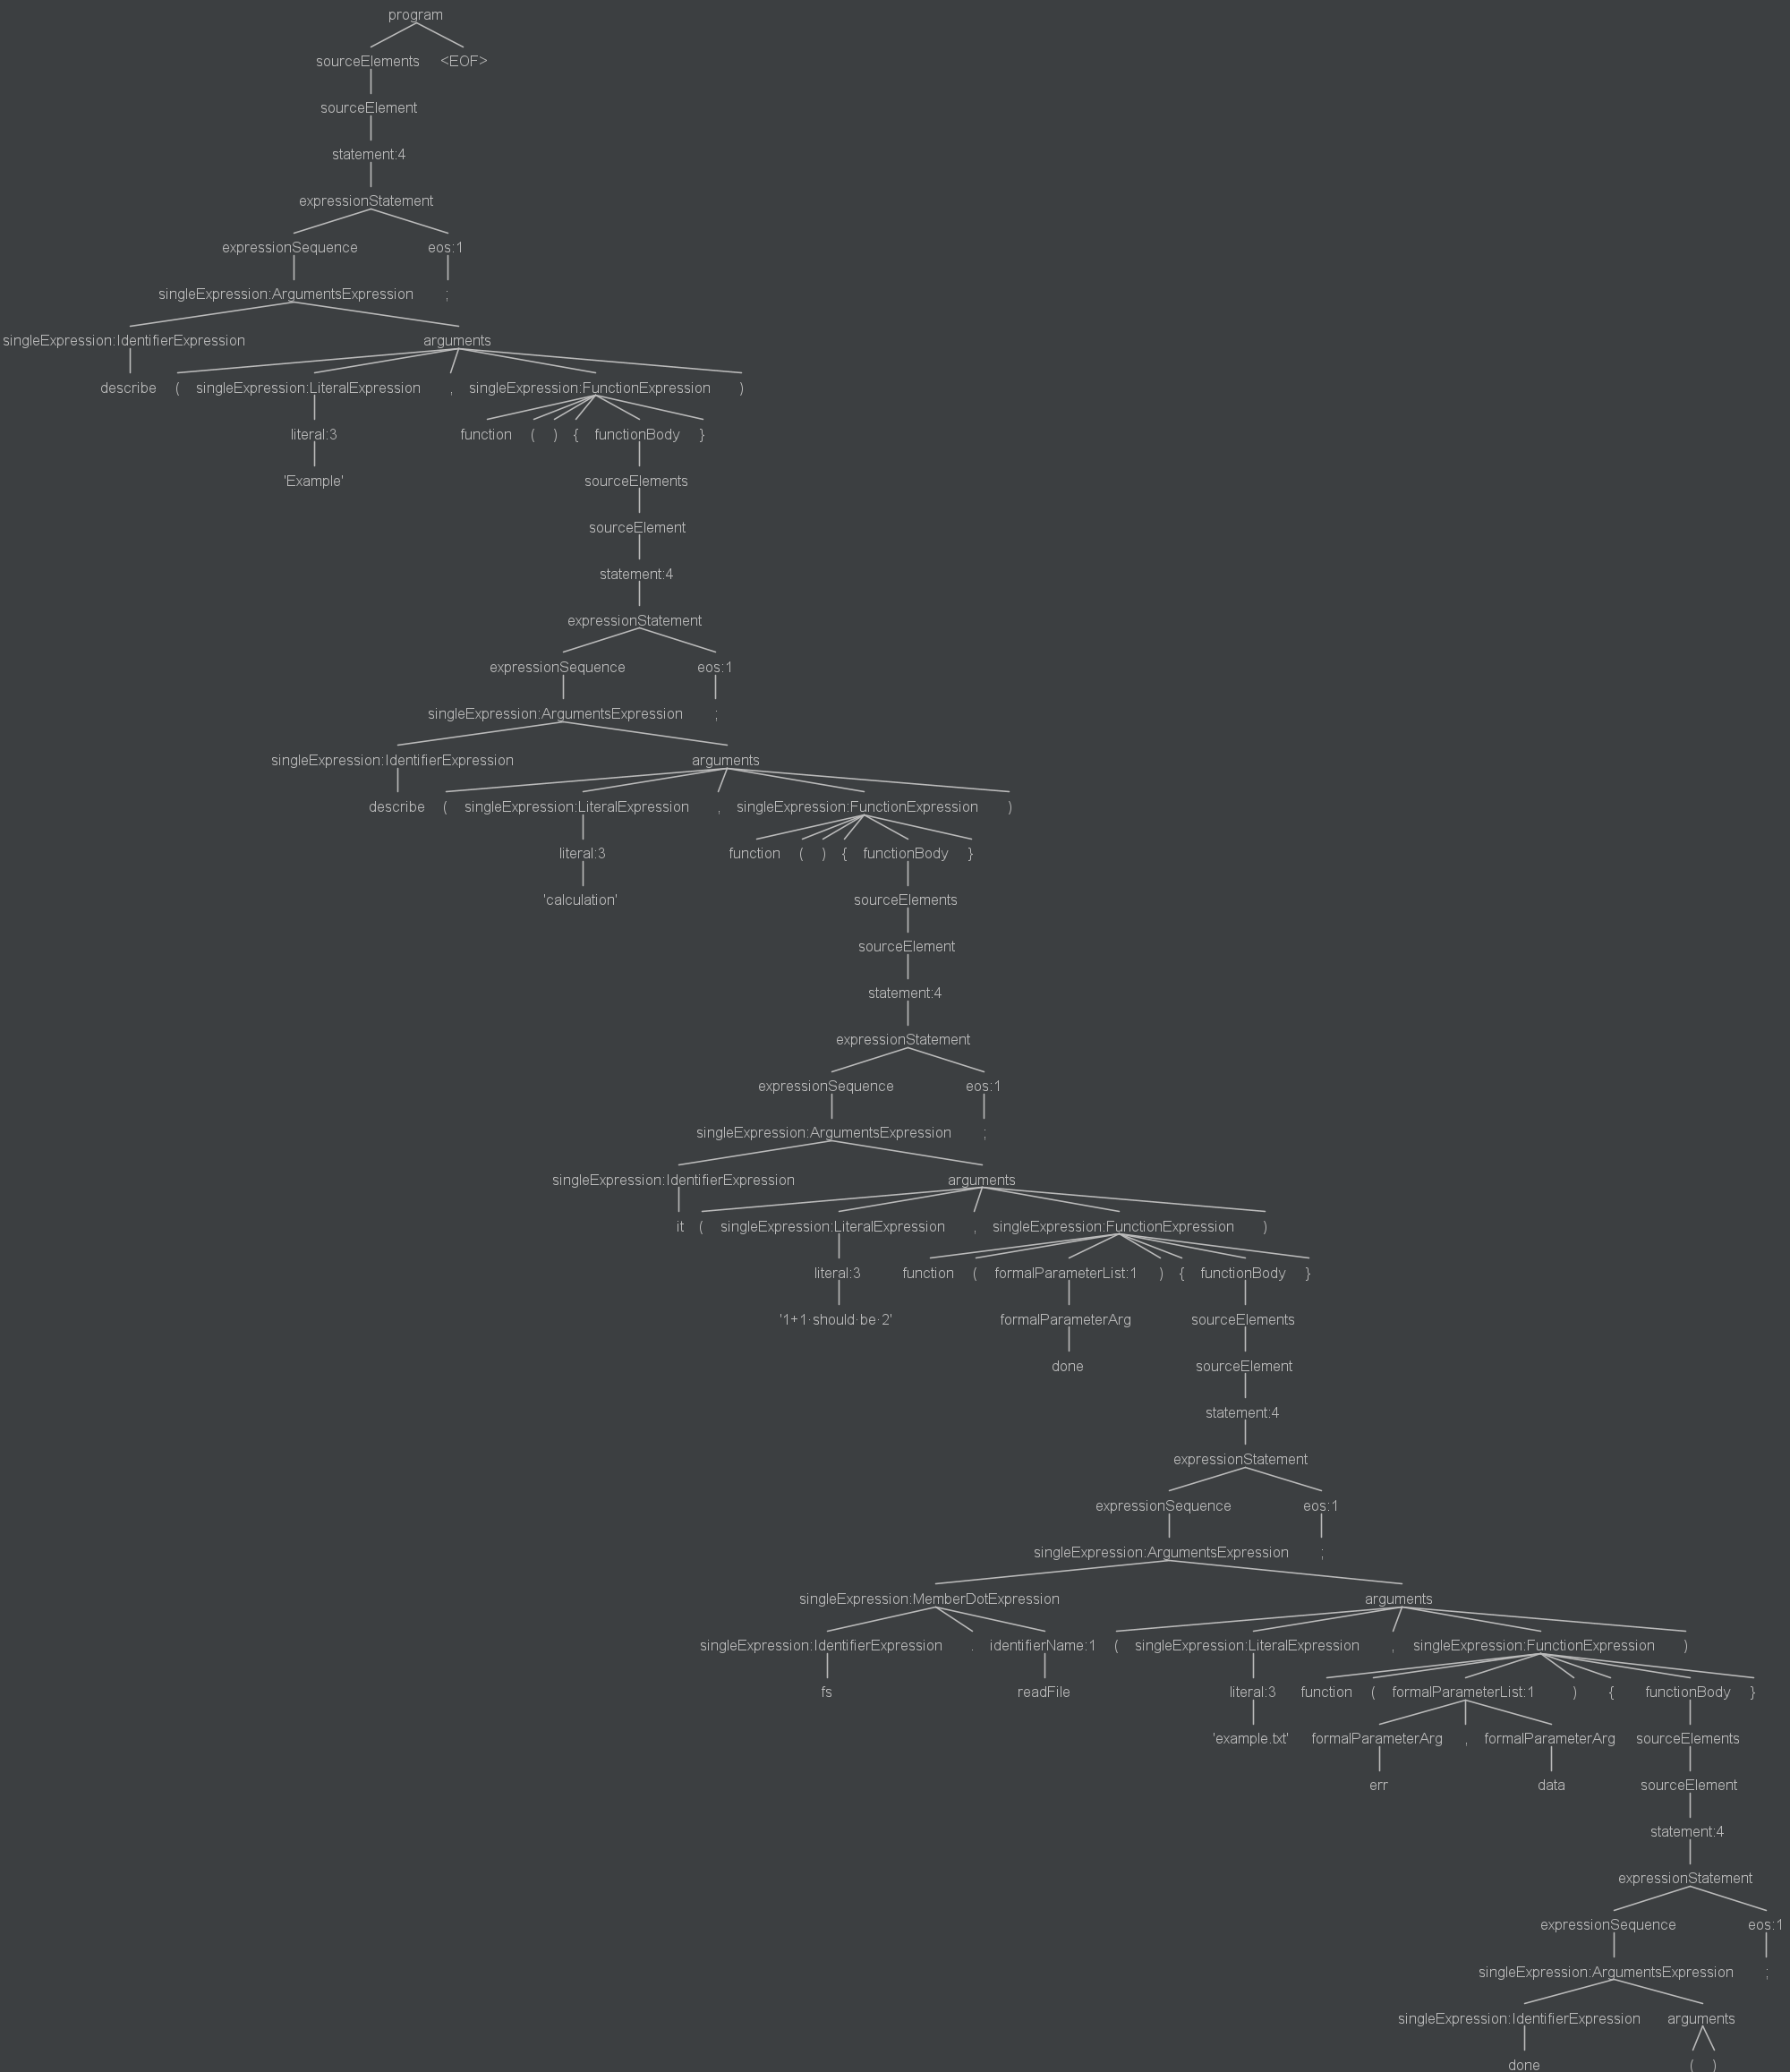 program
sourceElements <EOF>
sourceElement
statement:4
expressionStatement
expressionSequence eos:1
singleExpression:ArgumentsExpression ;
singleExpression:IdentifierExpression arguments
describe ( singleExpression:LiteralExpression , singleExpression:FunctionExpression )
literal:3 function ( ) { functionBody }
'Example' sourceElements
sourceElement
statement:4
expressionStatement
expressionSequence eos:1
singleExpression:ArgumentsExpression ;
singleExpression:IdentifierExpression arguments
describe ( singleExpression:LiteralExpression , singleExpression:FunctionExpression )
literal:3 function ( ) { functionBody }
'calculation' sourceElements
sourceElement
statement:4
expressionStatement
expressionSequence eos:1
singleExpression:ArgumentsExpression ;
singleExpression:IdentifierExpression arguments
it ( singleExpression:LiteralExpression , singleExpression:FunctionExpression )
literal:3 function ( formalParameterList:1 ) { functionBody }
'1+1·should·be·2' formalParameterArg sourceElements
done sourceElement
statement:4
expressionStatement
expressionSequence eos:1
singleExpression:ArgumentsExpression ;
singleExpression:MemberDotExpression arguments
singleExpression:IdentifierExpression . identifierName:1 ( singleExpression:LiteralExpression , singleExpression:FunctionExpression )
fs readFile literal:3 function ( formalParameterList:1 ) { functionBody }
'example.txt' formalParameterArg , formalParameterArg sourceElements
err data sourceElement
statement:4
expressionStatement
expressionSequence eos:1
singleExpression:ArgumentsExpression ;
singleExpression:IdentifierExpression arguments
done ( )